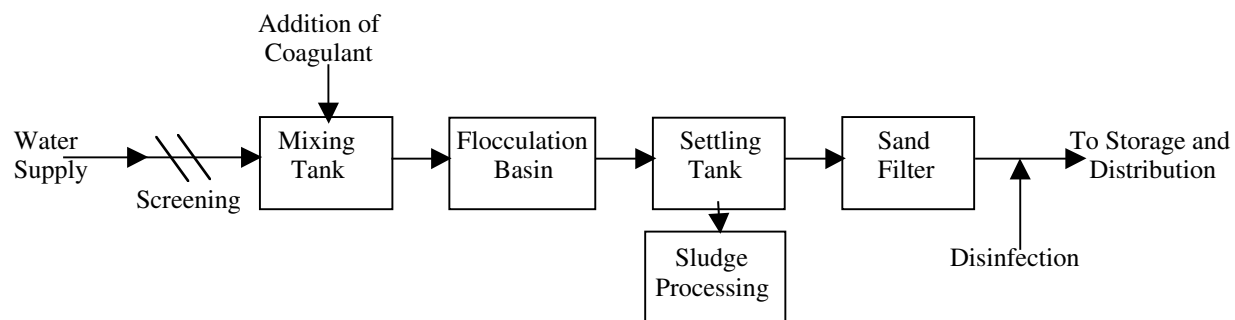 Addition of
Coagulant
Water
Supply
Screening
Mixing
Tank
Flocculation
Basin
Settling
Tank
Sand
Filter
To Storage and
Distribution
Sludge
Processing
Disinfection